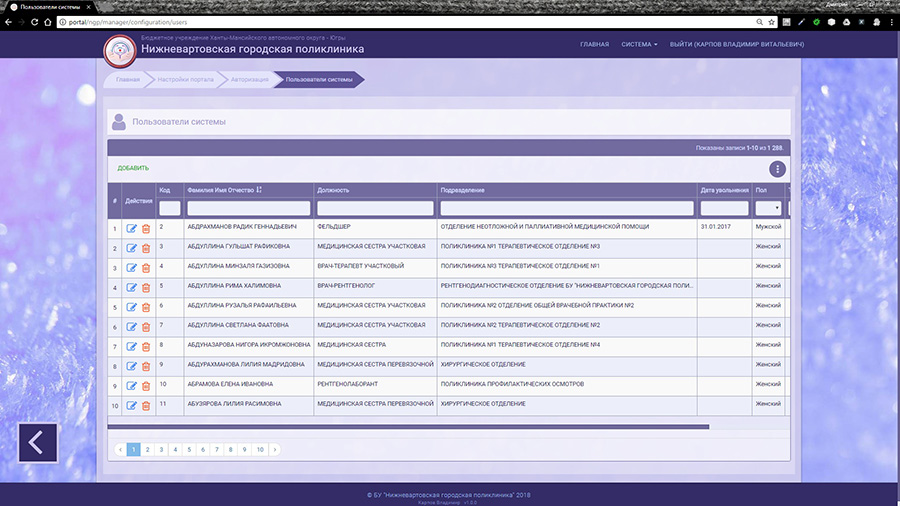 Пользователи системы
Дмитрий
portal/ngp/manager/configuration/users
Бюджетное учреждение Ханты-Мансийского автономного округа - Югры
Нижневартовская городская поликлиника
ГЛАВНАЯ СИСТЕМА ВЫЙТИ (КАРПОВ ВЛАДИМИР ВИТАЛЬЕВИЧ)
Главная Настройки портала Авторизация Пользователи системы
Пользователи системы
Показаны записи 1-10 из 1 288.
ДОБАВИТЬ
# Действия Код Фамилия Имя Отчество Должность Подразделение Дата увольнения Пол
1 2 АБДРАХМАНОВ РАДИК ГЕННАДЬЕВИЧ ФЕЛЬДШЕР ОТДЕЛЕНИЕ НЕОТЛОЖНОЙ И ПАЛЛИАТИВНОЙ МЕДИЦИНСКОЙ ПОМОЩИ 31.01.2017 Мужской
2 3 АБДУЛЛИНА ГУЛЬШАТ РАФИКОВНА МЕДИЦИНСКАЯ СЕСТРА УЧАСТКОВАЯ ПОЛИКЛИНИКА №1 ТЕРАПЕВТИЧЕСКОЕ ОТДЕЛЕНИЕ №3 Женский
3 4 АБДУЛЛИНА МИНЗАЛЯ ГАЗИЗОВНА ВРАЧ-ТЕРАПЕВТ УЧАСТКОВЫЙ ПОЛИКЛИНИКА №3 ТЕРАПЕВТИЧЕСКОЕ ОТДЕЛЕНИЕ №1 Женский
4 5 АБДУЛЛИНА РИМА ХАЛИМОВНА ВРАЧ-РЕНТГЕНОЛОГ РЕНТГЕНОДИАГНОСТИЧЕСКОЕ ОТДЕЛЕНИЕ БУ "НИЖНЕВАРТОВСКАЯ ГОРОДСКАЯ ПОЛИ... Женский
5 6 АБДУЛЛИНА РУЗАЛЬЯ РАФАИЛЬЕВНА МЕДИЦИНСКАЯ СЕСТРА УЧАСТКОВАЯ ПОЛИКЛИНИКА №2 ОТДЕЛЕНИЕ ОБЩЕЙ ВРАЧЕБНОЙ ПРАКТИКИ №2 Женский
6 7 АБДУЛЛИНА СВЕТЛАНА ФААТОВНА МЕДИЦИНСКАЯ СЕСТРА УЧАСТКОВАЯ ПОЛИКЛИНИКА №2 ТЕРАПЕВТИЧЕСКОЕ ОТДЕЛЕНИЕ №2 Женский
7 8 АБДУНАЗАРОВА НИГОРА ИКРОМЖОНОВНА МЕДИЦИНСКАЯ СЕСТРА ПОЛИКЛИНИКА №1 ТЕРАПЕВТИЧЕСКОЕ ОТДЕЛЕНИЕ №4 Женский
8 9 АБДУРАХМАНОВА ЛИЛИЯ МАДРИДОВНА МЕДИЦИНСКАЯ СЕСТРА ПЕРЕВЯЗОЧНОЙ ХИРУРГИЧЕСКОЕ ОТДЕЛЕНИЕ Женский
9 10 АБРАМОВА ЕЛЕНА ИВАНОВНА РЕНТГЕНОЛАБОРАНТ ПОЛИКЛИНИКА ПРОФИЛАКТИЧЕСКИХ ОСМОТРОВ Женский
10 11 АБУЗЯРОВА ЛИЛИЯ РАСИМОВНА МЕДИЦИНСКАЯ СЕСТРА ПЕРЕВЯЗОЧНОЙ ХИРУРГИЧЕСКОЕ ОТДЕЛЕНИЕ Женский
1 2 3 4 5 6 7 8 9 10
© БУ "Нижневартовская городская поликлиника" 2018
Карпов Владимир